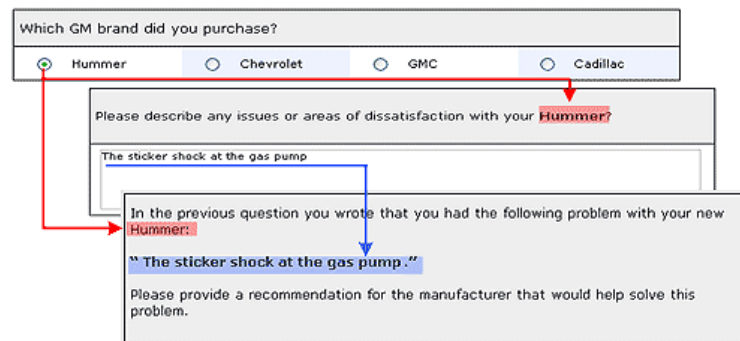 Which GM brand did you purchase?
Hummer Chevrolet GMC Cadillac
Please describe any issues or areas of dissatisfaction with your Hummer?
The sticker shock at the gas pump
In the previous question you wrote that you had the following problem with your new
Hummer:
“ The sticker shock at the gas pump.”
Please provide a recommendation for the manufacturer that would help solve this
problem.